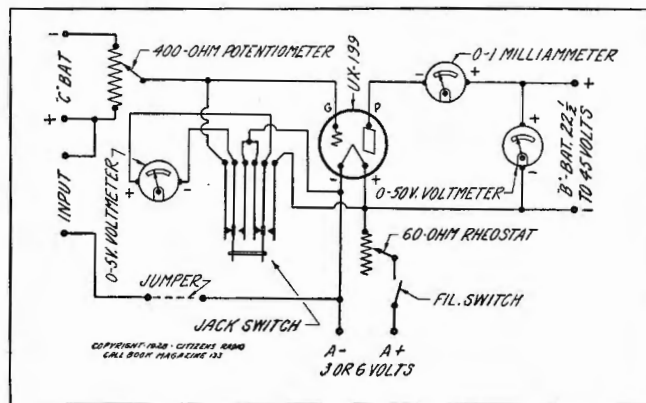 400-OHM POTENTIOMETER
"C" BAT
UX-199
0-1 MILLIAMMETER
G
P
INPUT
0-5V. VOLTMETER
"B"-BAT. 22½
TO 45 VOLTS
0-50V. VOLTMETER
60-OHM RHEOSTAT
JUMPER
JACK SWITCH
FIL. SWITCH
COPYRIGHT-1928-CITIZENS RADIO
CALL BOOK MAGAZINE 133
A- A+
3 OR 6 VOLTS